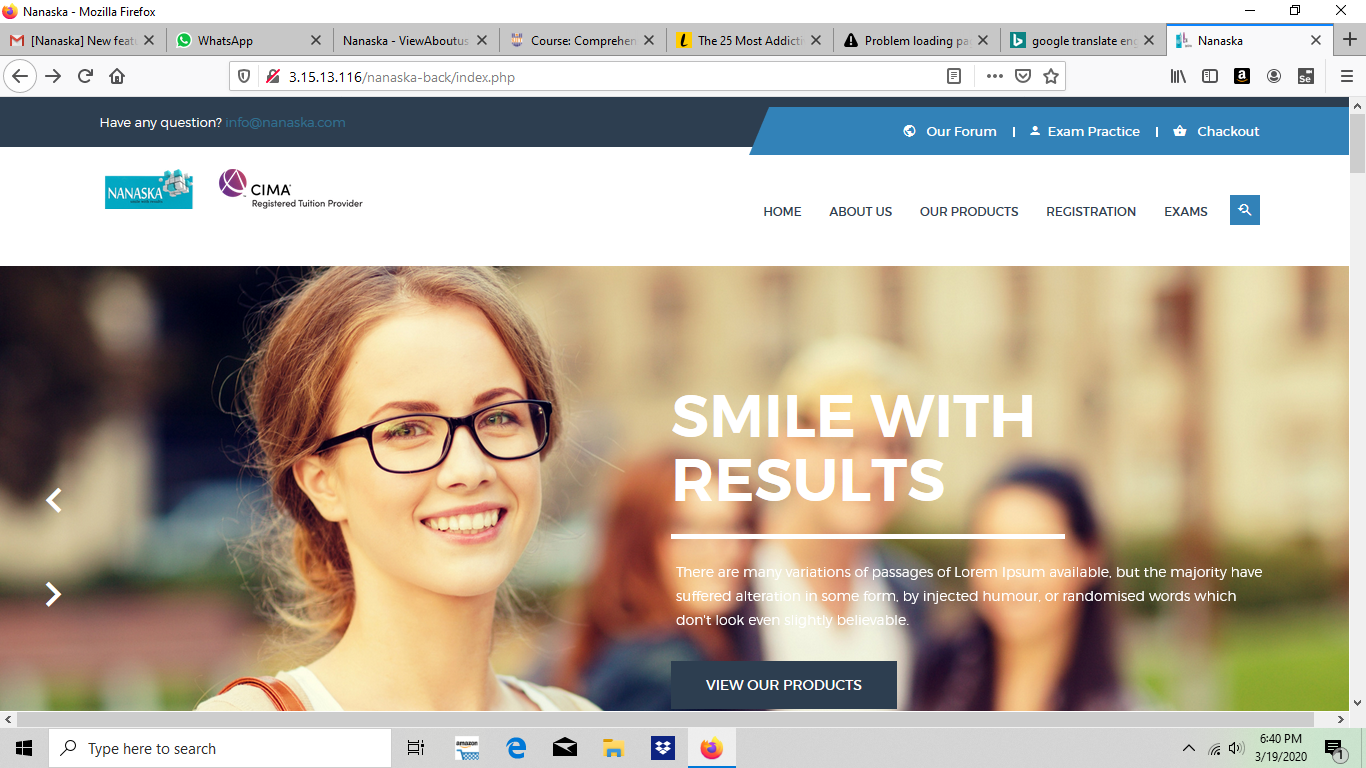 Nanaska - Mozilla Firefox
[Nanaska] New feat
WhatsApp
Nanaska - ViewAboutus
Course: Comprehen
The 25 Most Addicti
Problem loading pa
google translate eng
Nanaska
3.15.13.116/nanaska-back/index.php
Have any question? info@nanaska.com
Our Forum | Exam Practice | Chackout
NANASKA
CIMA
Registered Tuition Provider
HOME ABOUT US OUR PRODUCTS REGISTRATION EXAMS
SMILE WITH
RESULTS
There are many variations of passages of Lorem Ipsum available, but the majority have
suffered alteration in some form, by injected humour, or randomised words which
don't look even slightly believable.
VIEW OUR PRODUCTS
Type here to search
amazon
6:40 PM
3/19/2020
1